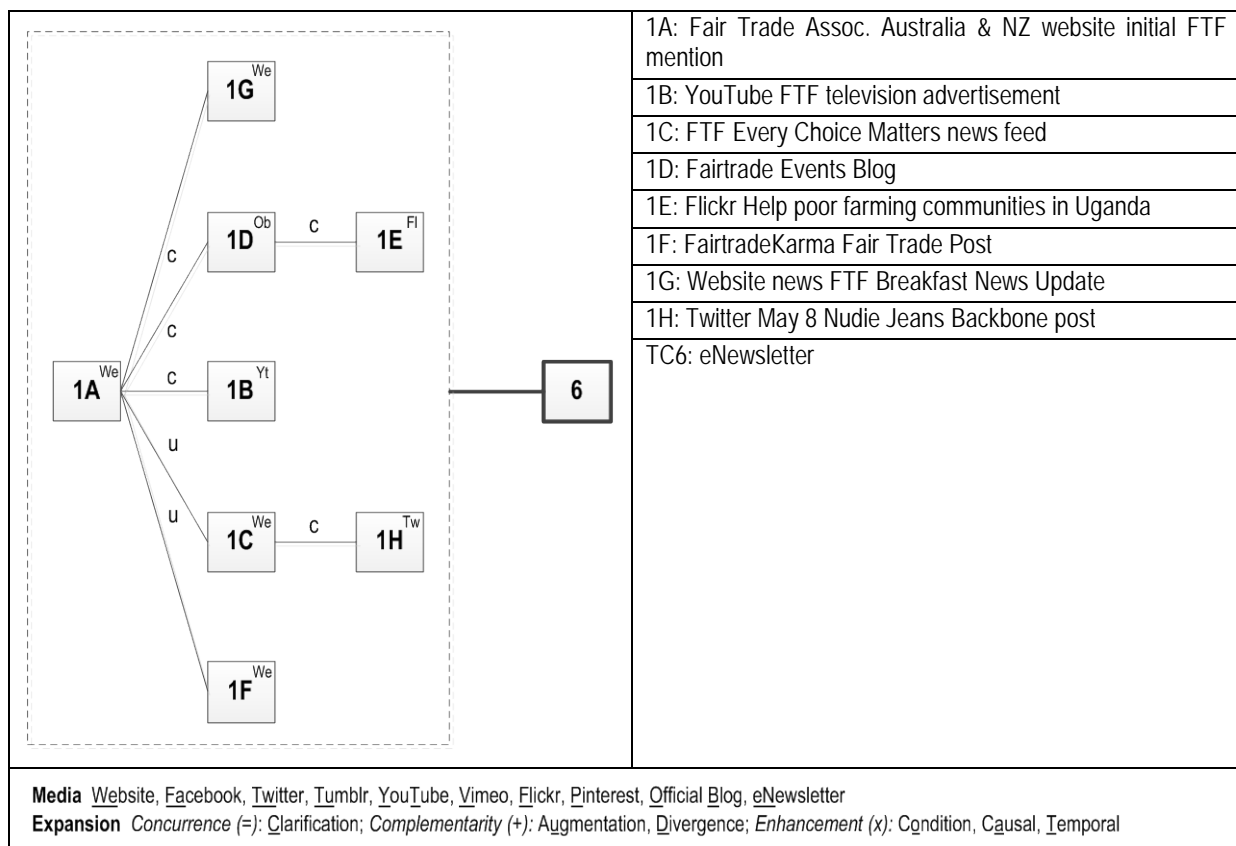 1A: Fair Trade Assoc. Australia & NZ website initial FTF
mention
1B: YouTube FTF television advertisement
1C: FTF Every Choice Matters news feed
1D: Fairtrade Events Blog
1E: Flickr Help poor farming communities in Uganda
1F: FairtradeKarma Fair Trade Post
1G: Website news FTF Breakfast News Update
1H: Twitter May 8 Nudie Jeans Backbone post
TC6: eNewsletter
1G We
c
1D Ob
c
1E Fl
c
1A We
c
1B Yt
6
u
u
1C We
c
1H Tw
1F We
Media Website, Facebook, Twitter, Tumblr, YouTube, Vimeo, Flickr, Pinterest, Official Blog, eNewsletter
Expansion Concurrence (=): Clarification; Complementarity (+): Augmentation, Divergence; Enhancement (x): Condition, Causal, Temporal